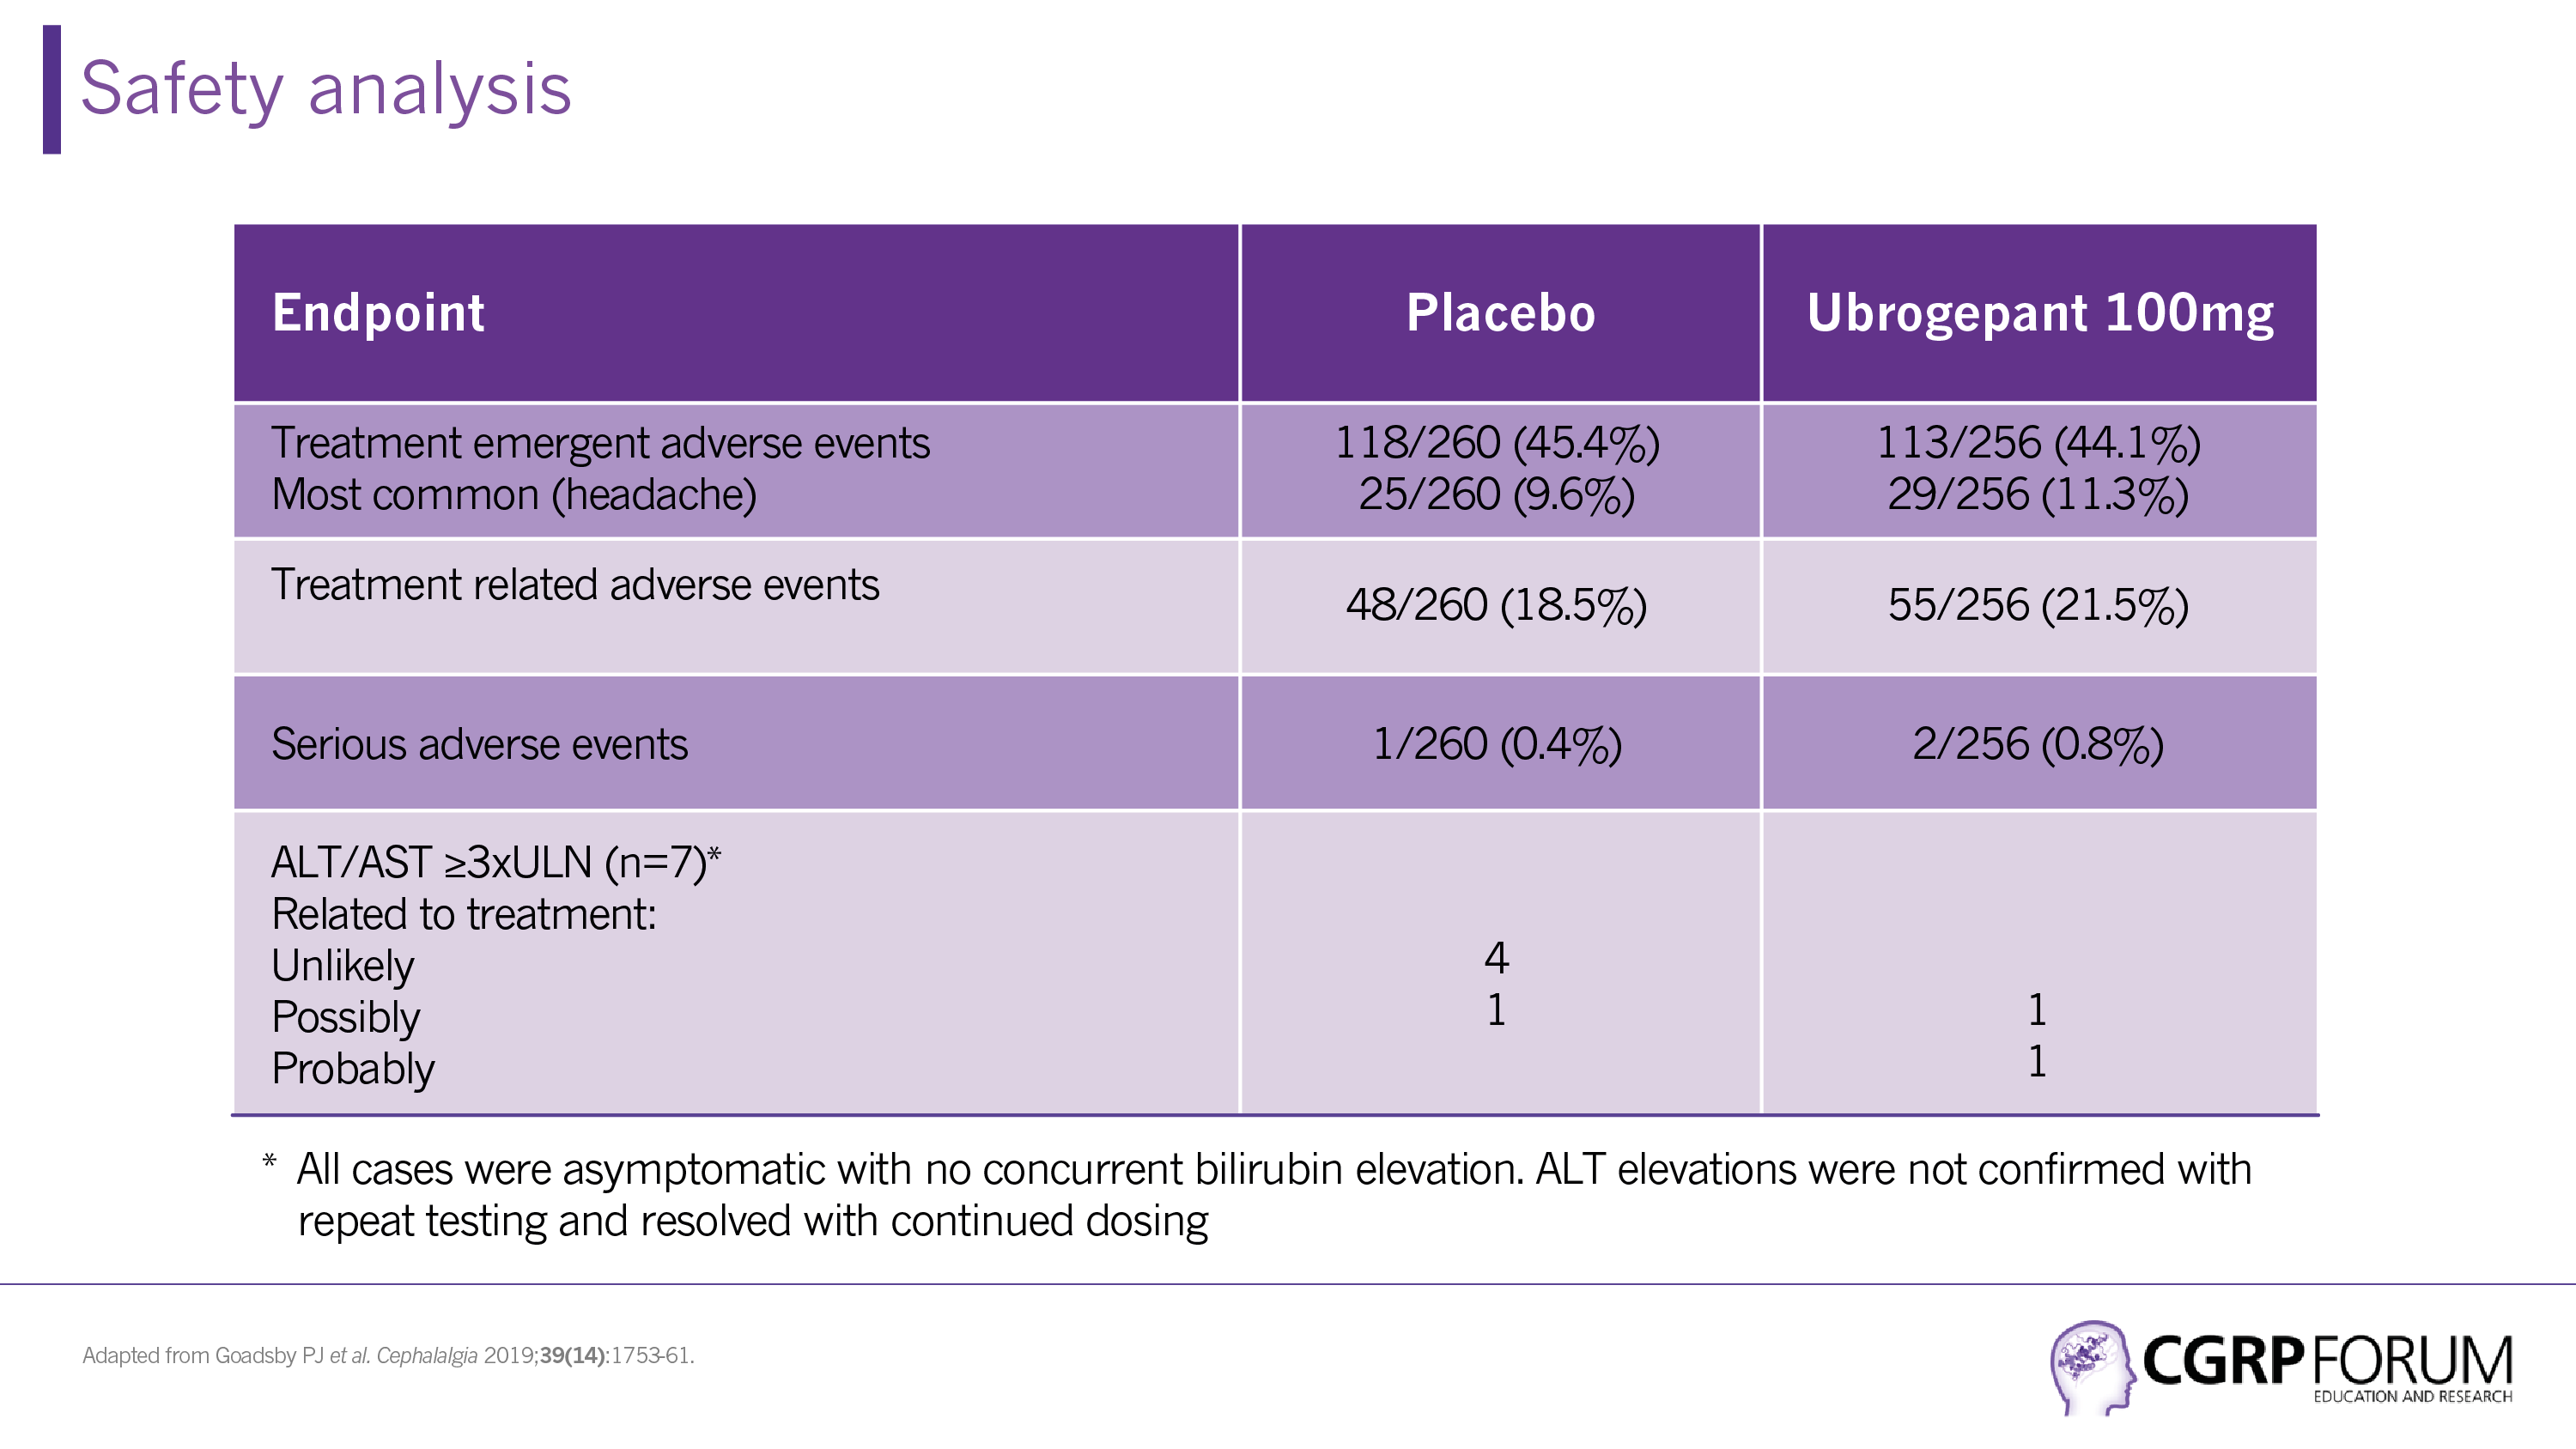 Safety analysis
Endpoint Placebo Ubrogepant 100mg
Treatment emergent adverse events 118/260 (45.4%) 113/256 (44.1%)
Most common (headache) 25/260 (9.6%) 29/256 (11.3%)
Treatment related adverse events 48/260 (18.5%) 55/256 (21.5%)
Serious adverse events 1/260 (0.4%) 2/256 (0.8%)
ALT/AST ≥3xULN (n=7)*
Related to treatment:
Unlikely 4
Possibly 1 1
Probably 1
* All cases were asymptomatic with no concurrent bilirubin elevation. ALT elevations were not confirmed with
repeat testing and resolved with continued dosing
Adapted from Goadsby PJ et al. Cephalalgia 2019;39(14):1753-61.
CGRP FORUM
EDUCATION AND RESEARCH